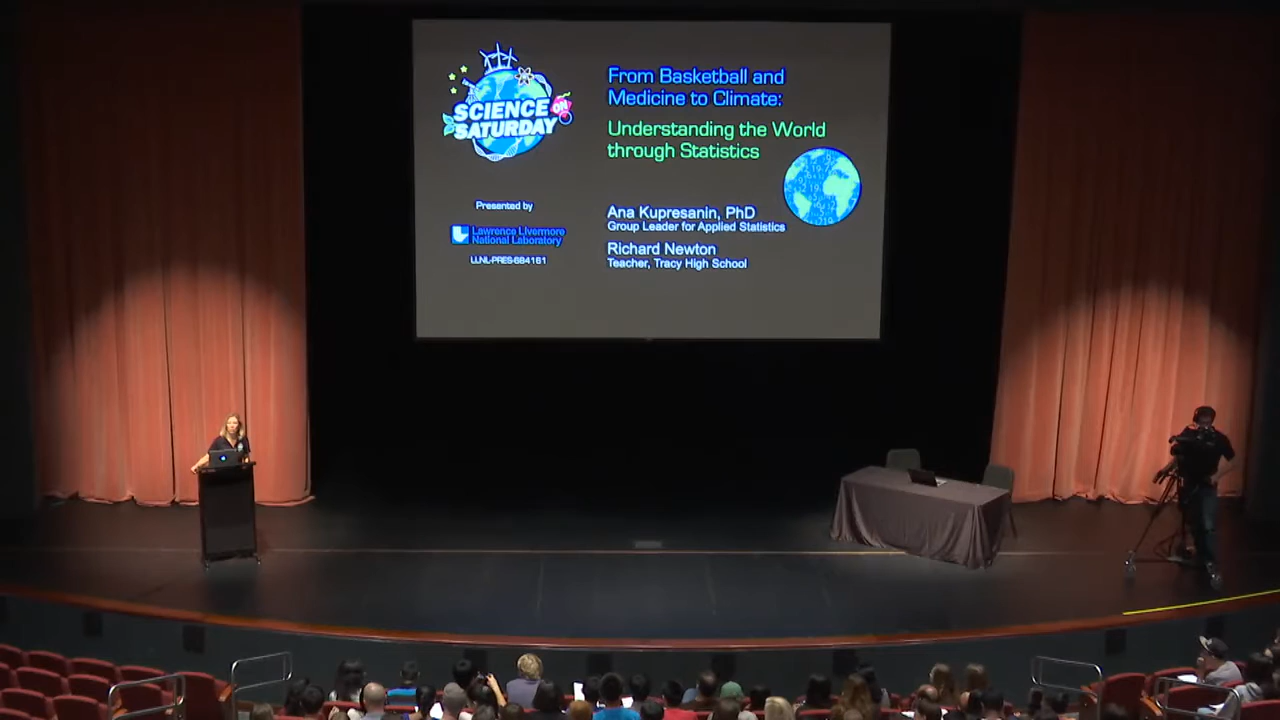 SCIENCE ON
SATURDAY
From Basketball and
Medicine to Climate:
Understanding the World
through Statistics
Presented by
Lawrence Livermore
National Laboratory
LLNL-PRES-684161
Ana Kupresanin, PhD
Group Leader for Applied Statistics
Richard Newton
Teacher, Tracy High School